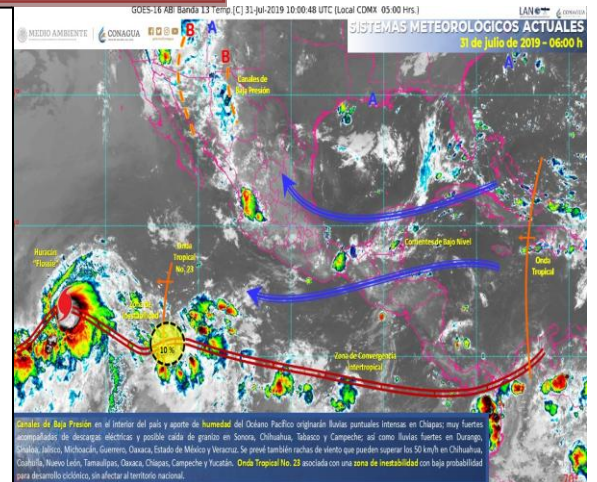 GOES-16 ABI Banda 13 Temp.[C] 31-Jul-2019 10:00:48 UTC (Local CDMX 05:00 Hrs.)
MEDIO AMBIENTE CONAGUA
LAN CONAGUA
SISTEMAS METEOROLÓGICOS ACTUALES
31 de julio de 2019 – 06:00 h
B A
B
A
A
Canales de
Baja Presión
Huracán
"Flossie"
Onda
Tropical
No. 23
Corrientes de Bajo Nivel
Onda
Tropical
10 %
Zona de Convergencia
Intertropical
Canales de Baja Presión en el interior del país y aporte de humedad del Océano Pacífico originarán lluvias puntuales intensas en Chiapas; muy fuertes
acompañadas de descargas eléctricas y posible caída de granizo en Sonora, Chihuahua, Tabasco y Campeche; así como lluvias fuertes en Durango,
Sinaloa, Jalisco, Michoacán, Guerrero, Oaxaca, Estado de México y Veracruz. Se prevé también rachas de viento que pueden superar los 50 km/h en Chihuahua,
Coahuila, Nuevo León, Tamaulipas, Oaxaca, Chiapas, Campeche y Yucatán. Onda Tropical No. 23 asociada con una zona de inestabilidad con baja probabilidad
para desarrollo ciclónico, sin afectar al territorio nacional.